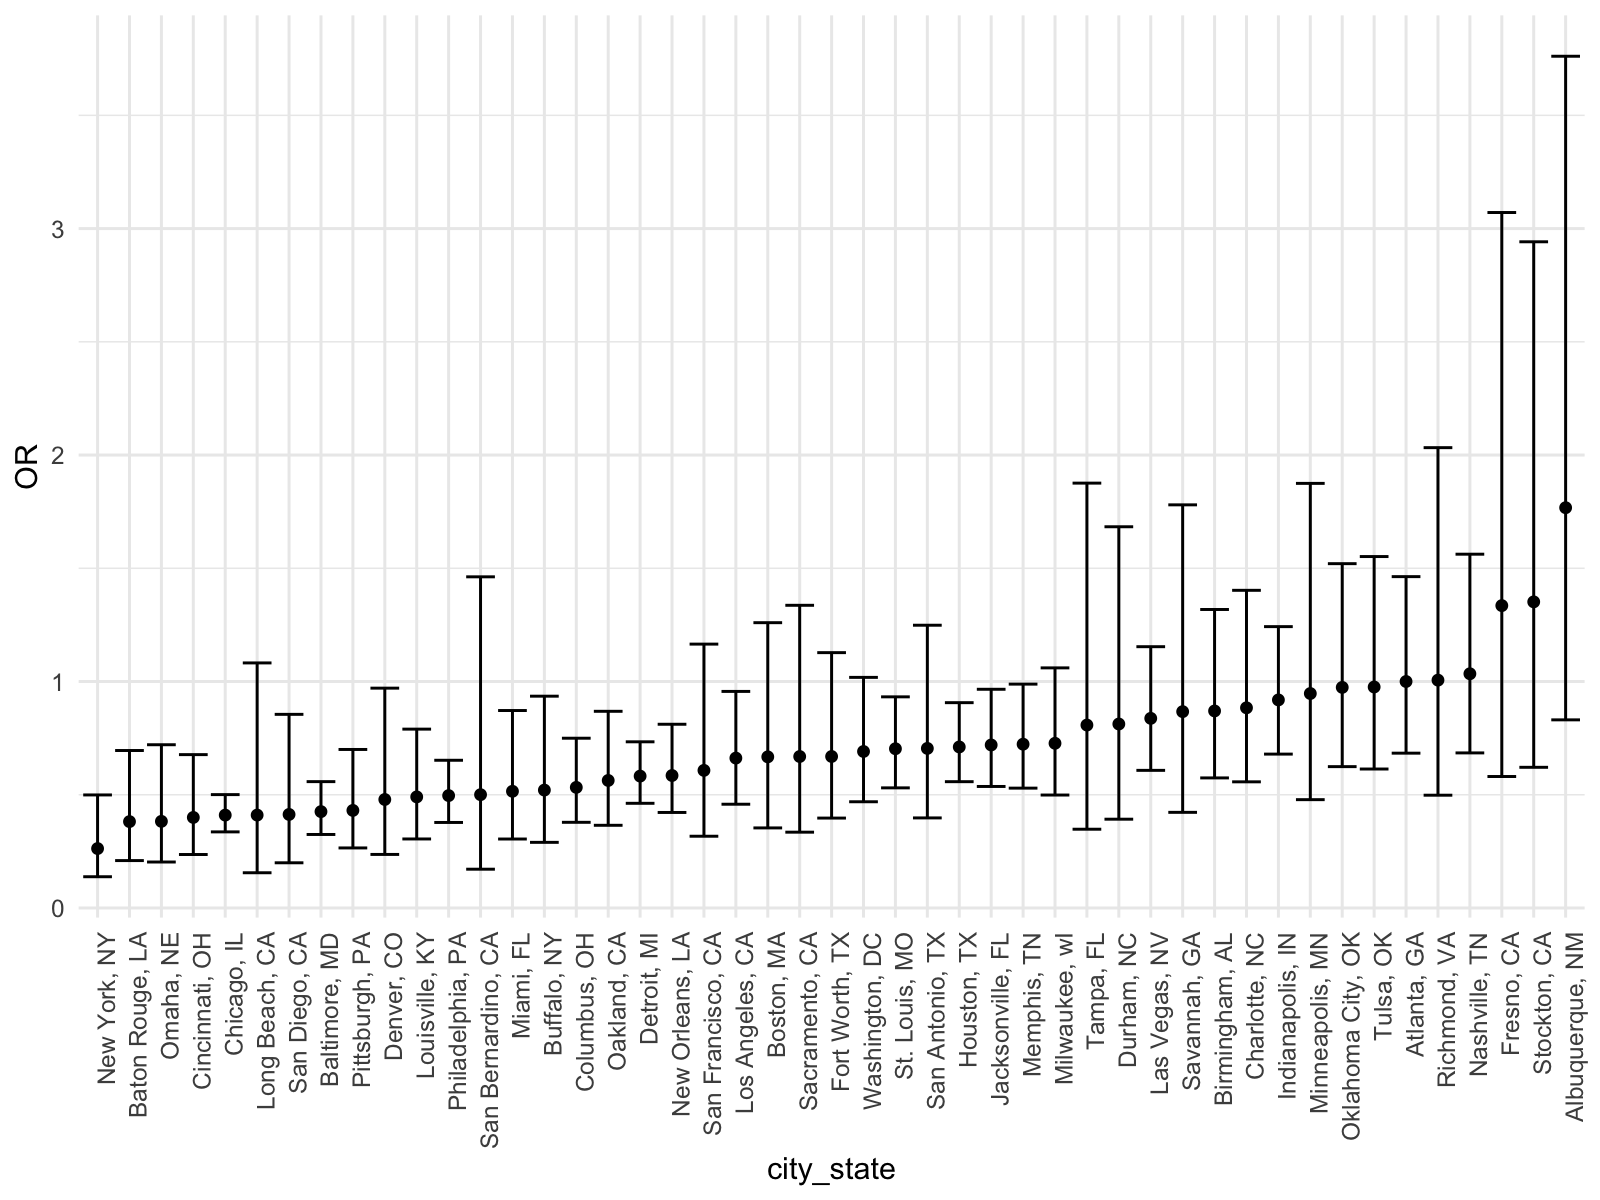 OR
3
2
1
0
New York, NY
Baton Rouge, LA
Omaha, NE
Cincinnati, OH
Chicago, IL
Long Beach, CA
San Diego, CA
Baltimore, MD
Pittsburgh, PA
Denver, CO
Louisville, KY
Philadelphia, PA
San Bernardino, CA
Miami, FL
Buffalo, NY
Columbus, OH
Oakland, CA
Detroit, MI
New Orleans, LA
San Francisco, CA
Los Angeles, CA
Boston, MA
Sacramento, CA
Fort Worth, TX
Washington, DC
St. Louis, MO
San Antonio, TX
Houston, TX
Jacksonville, FL
Memphis, TN
Milwaukee, wI
Tampa, FL
Durham, NC
Las Vegas, NV
Savannah, GA
Birmingham, AL
Charlotte, NC
Indianapolis, IN
Minneapolis, MN
Oklahoma City, OK
Tulsa, OK
Atlanta, GA
Richmond, VA
Nashville, TN
Fresno, CA
Stockton, CA
Albuquerque, NM
city_state